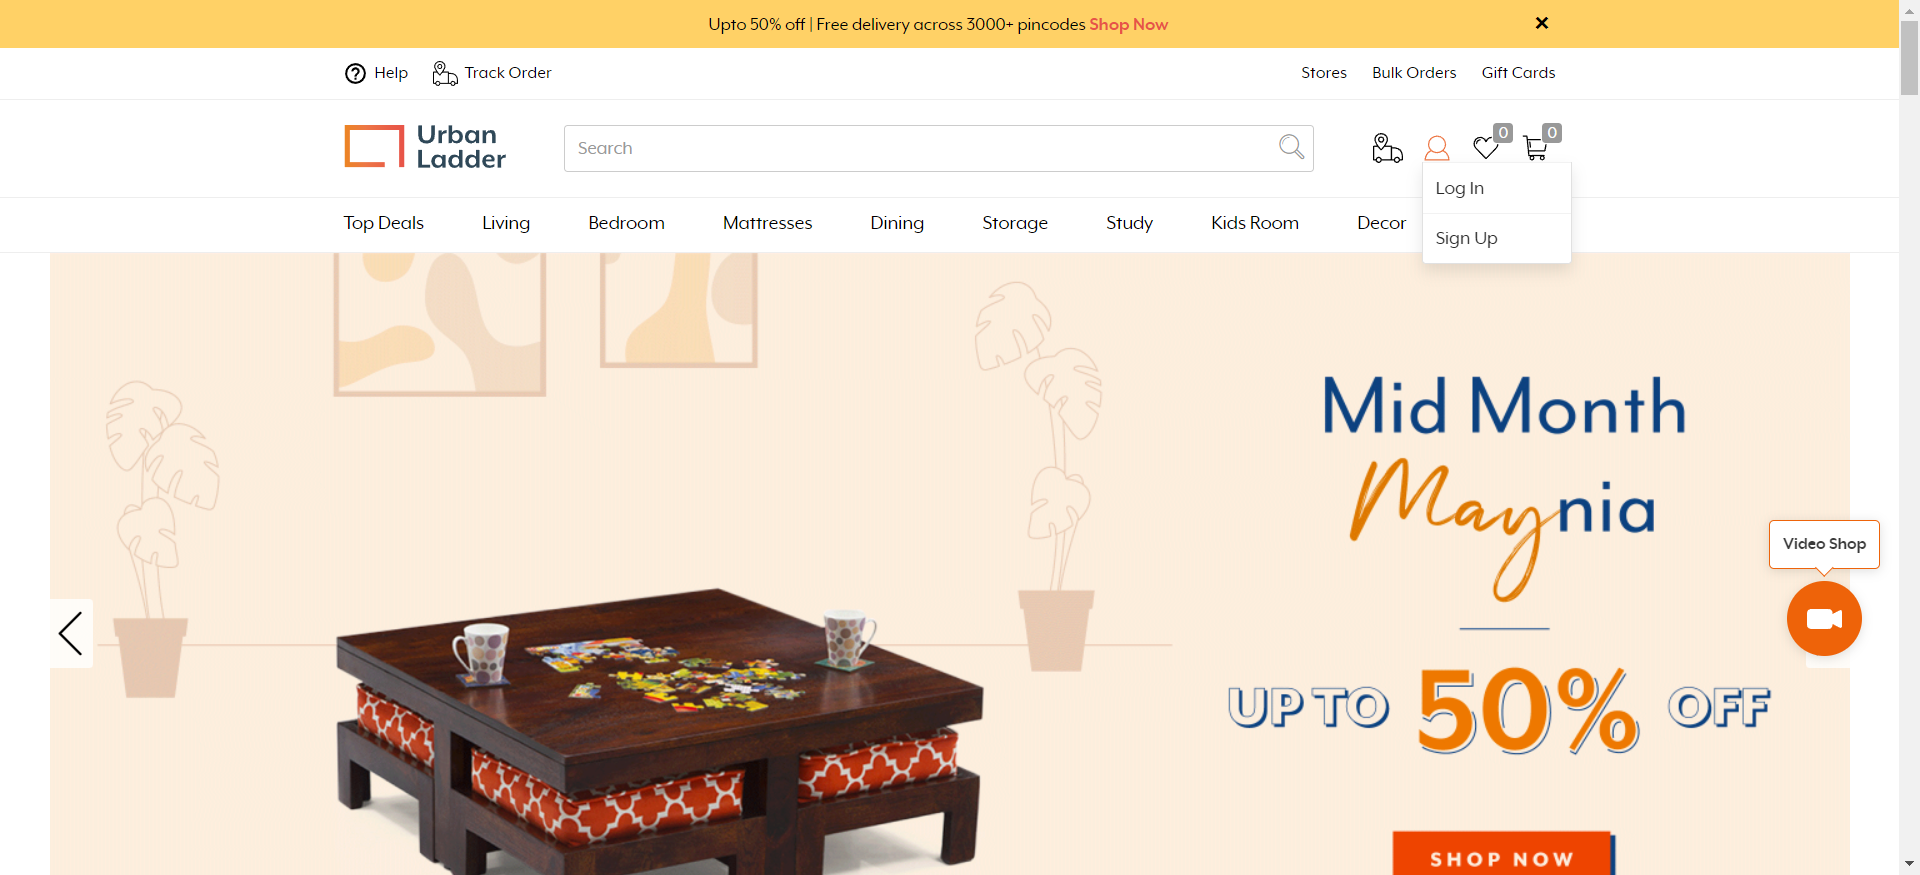 Upto 50% off | Free delivery across 3000+ pincodes Shop Now
Help
Track Order
Stores
Bulk Orders
Gift Cards
Urban
Ladder
Search
0
0
Log In
Sign Up
Top Deals
Living
Bedroom
Mattresses
Dining
Storage
Study
Kids Room
Decor
Mid Month
Maynia
UP TO 50% OFF
SHOP NOW
Video Shop